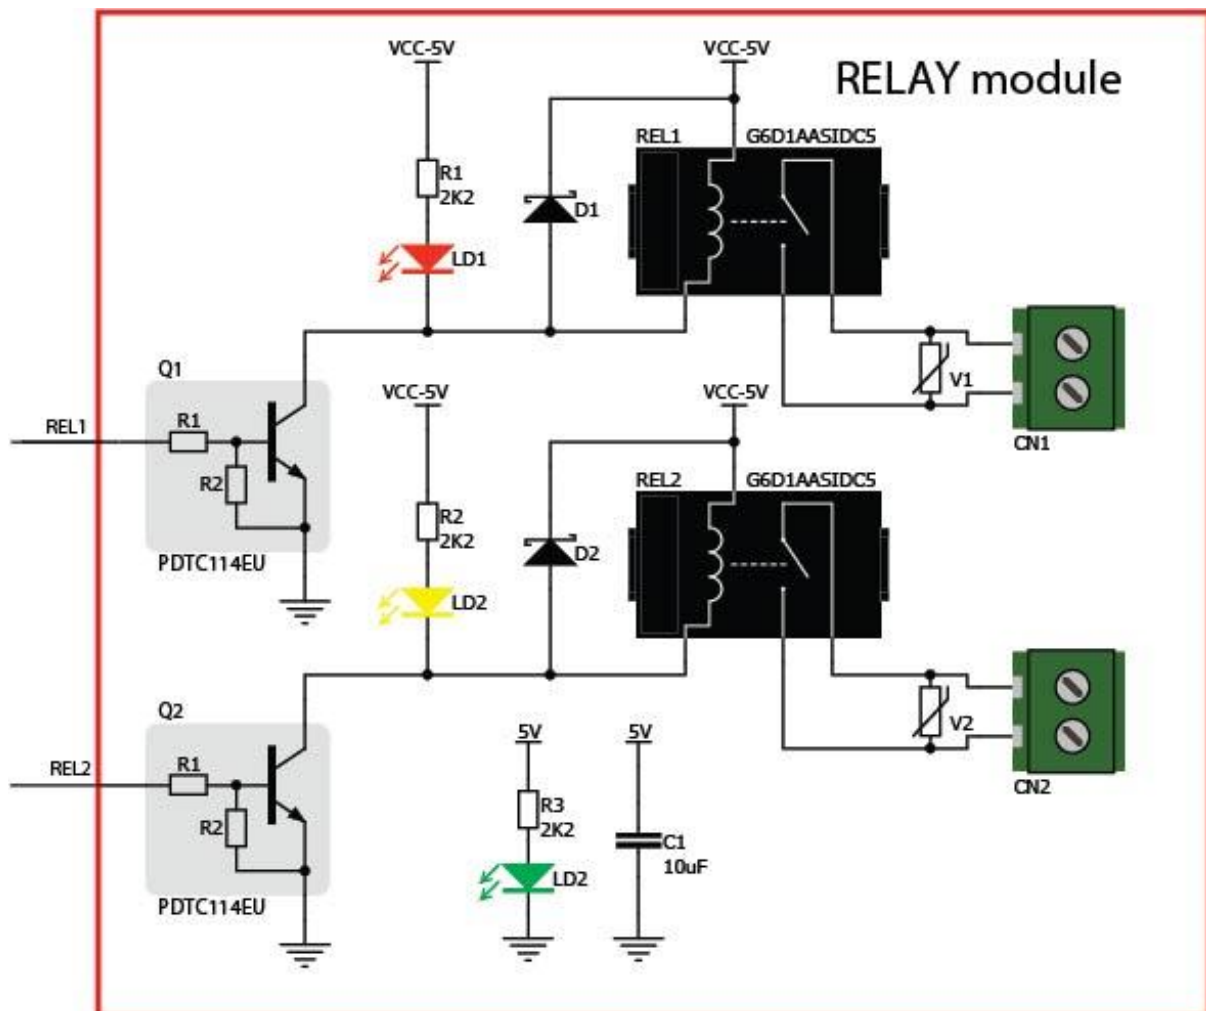 RELAY module
VCC-5V
VCC-5V
REL1
G6D1AASIDC5
R1
2K2
D1
LD1
Q1
V1
REL1
R1
R2
PDTC114EU
CN1
VCC-5V
VCC-5V
REL2
G6D1AASIDC5
R2
2K2
D2
LD2
Q2
V2
REL2
R1
R2
PDTC114EU
CN2
5V
5V
R3
2K2
C1
10uF
LD2